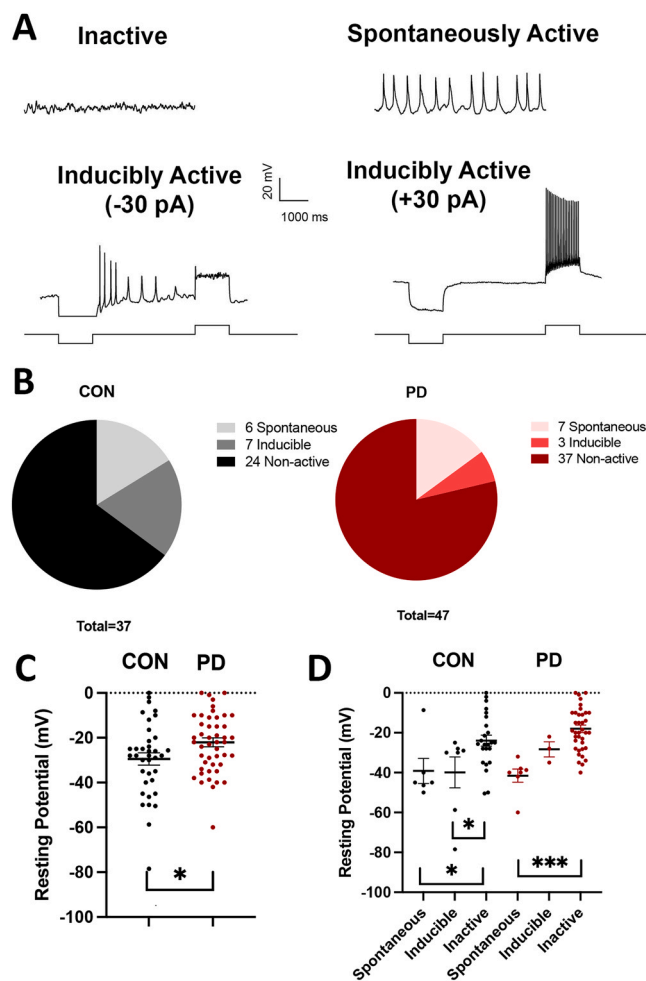 A
Inactive
Spontaneously Active
Inducibly Active
(-30 pA)
20 mV
1000 ms
Inducibly Active
(+30 pA)
B
CON
6 Spontaneous
7 Inducible
24 Non-active
Total=37
PD
7 Spontaneous
3 Inducible
37 Non-active
Total=47
C
CON
PD
Resting Potential (mV)
0
-20
-40
-60
-80
-100
*
D
CON
PD
Resting Potential (mV)
0
-20
-40
-60
-80
-100
*
*
***
Spontaneous
Inducible
Inactive
Spontaneous
Inducible
Inactive